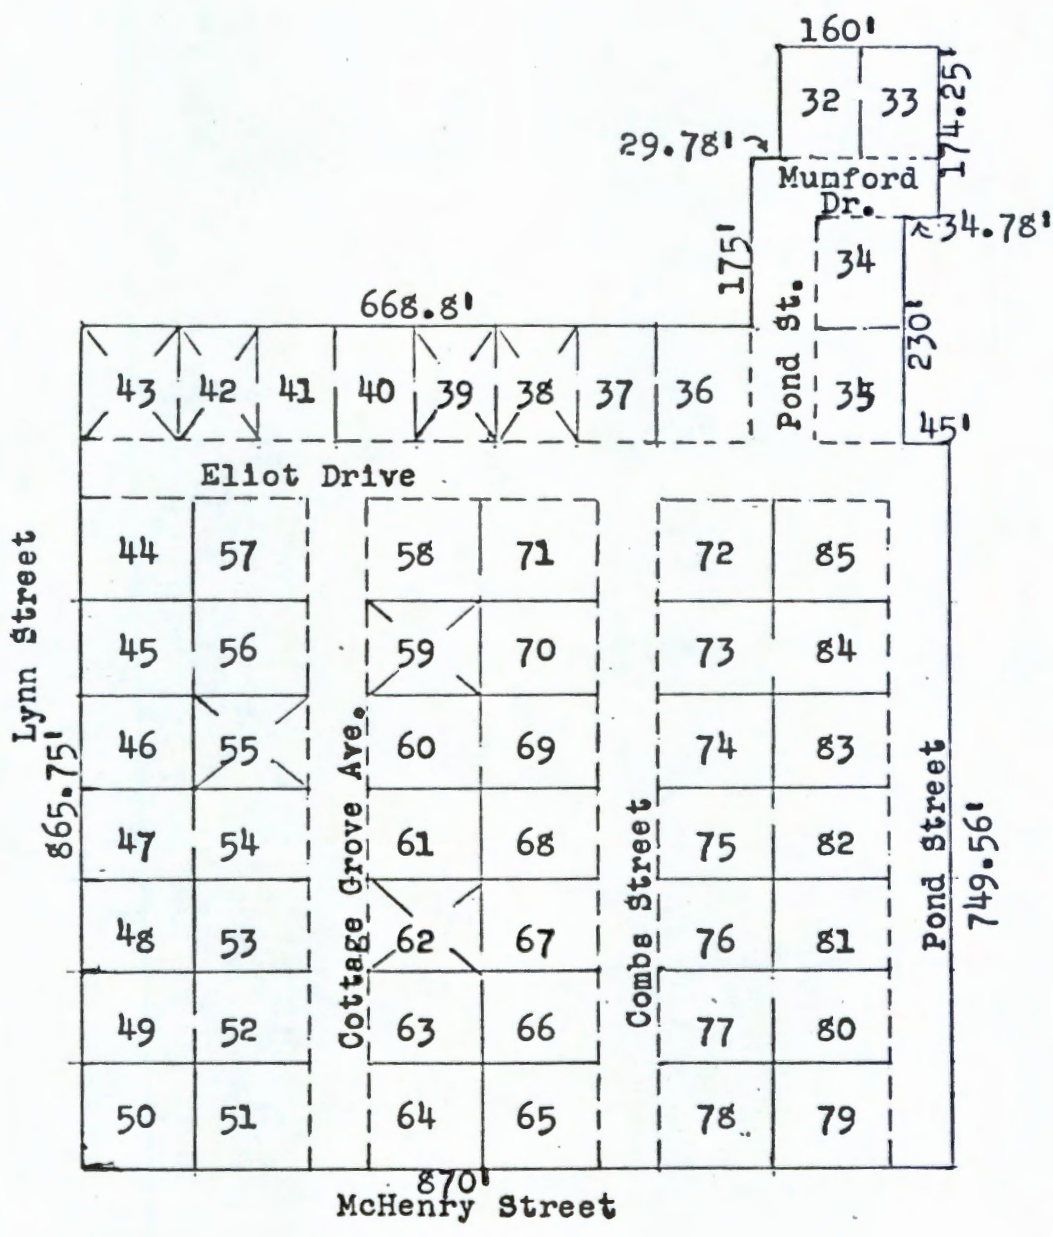 160'
32 33
174.25'
29.78'
Mumford
Dr.
34.78'
34
175'
Pond St.
668.8'
230'
43 42 41 40 39 38 37 36
35
45'
Eliot Drive
Lynn Street
865.75'
44 57 58 71 72 85
45 56 59 70 73 84
46 55 60 69 74 83
47 54 61 68 75 82
48 53 62 67 76 81
49 52 63 66 77 80
50 51 64 65 78 79
Cottage Grove Ave.
Combs Street
Pond Street
749.56'
870'
McHenry Street